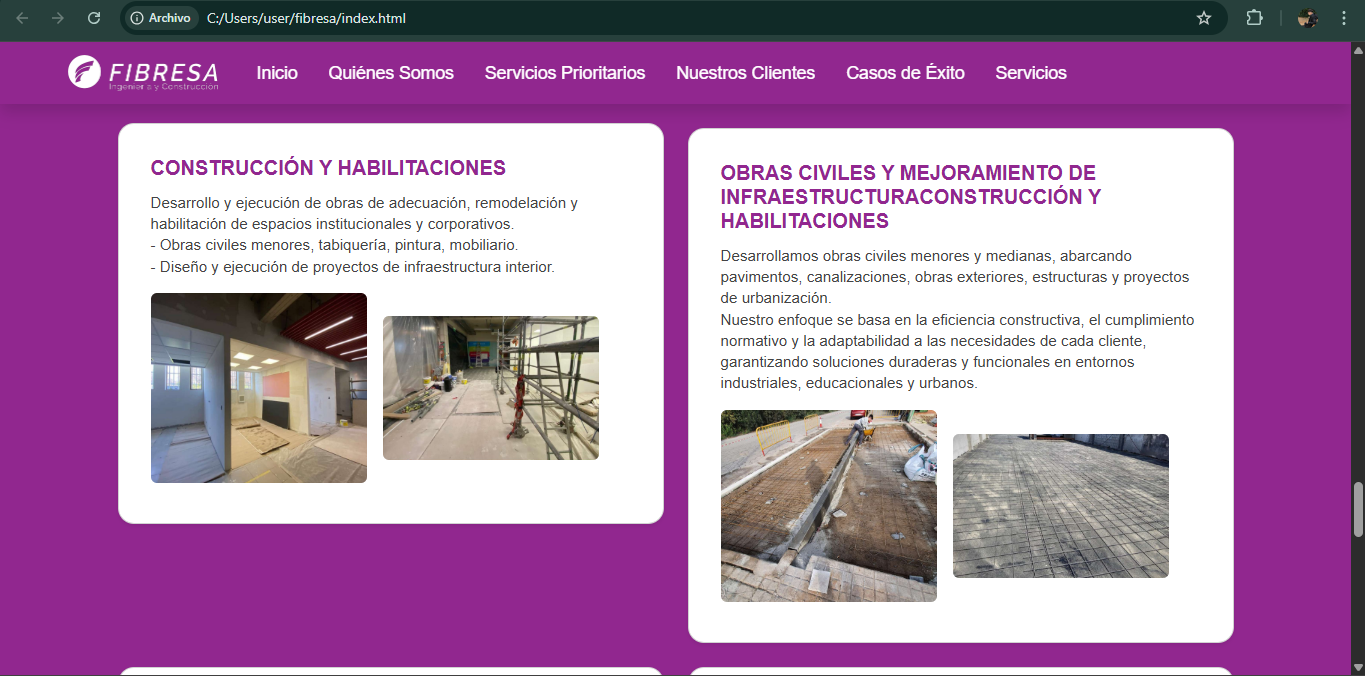 Archivo
C:/Users/user/fibresa/index.html
FIBRESA
Ingeniería y Construcción
Inicio
Quiénes Somos
Servicios Prioritarios
Nuestros Clientes
Casos de Éxito
Servicios
CONSTRUCCIÓN Y HABILITACIONES
Desarrollo y ejecución de obras de adecuación, remodelación y
habilitación de espacios institucionales y corporativos.
- Obras civiles menores, tabiquería, pintura, mobiliario.
- Diseño y ejecución de proyectos de infraestructura interior.
OBRAS CIVILES Y MEJORAMIENTO DE
INFRAESTRUCTURACONSTRUCCIÓN Y
HABILITACIONES
Desarrollamos obras civiles menores y medianas, abarcando
pavimentos, canalizaciones, obras exteriores, estructuras y proyectos
de urbanización.
Nuestro enfoque se basa en la eficiencia constructiva, el cumplimiento
normativo y la adaptabilidad a las necesidades de cada cliente,
garantizando soluciones duraderas y funcionales en entornos
industriales, educacionales y urbanos.